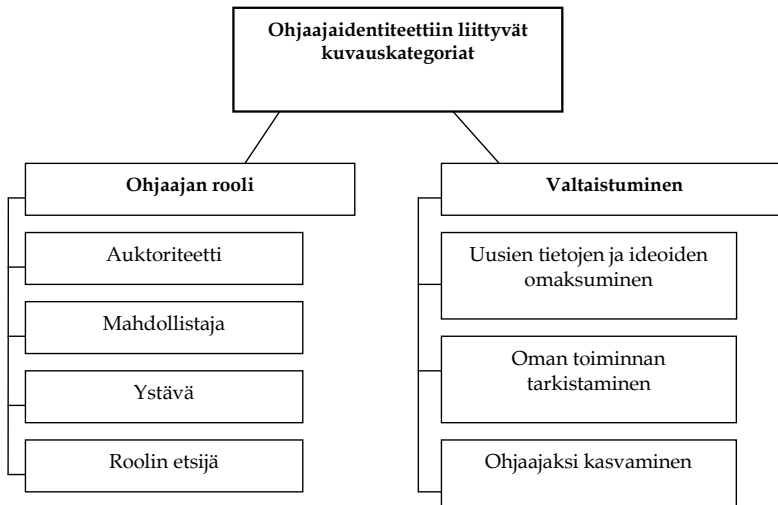 Ohjaajaidentiteettiin liittyvät
kuvauskategoriat
Ohjaajan rooli
Auktoriteetti
Mahdollistaja
Ystävä
Roolin etsijä
Valtaistuminen
Uusien tietojen ja ideoiden
omaksuminen
Oman toiminnan
tarkistaminen
Ohjaajaksi kasvaminen